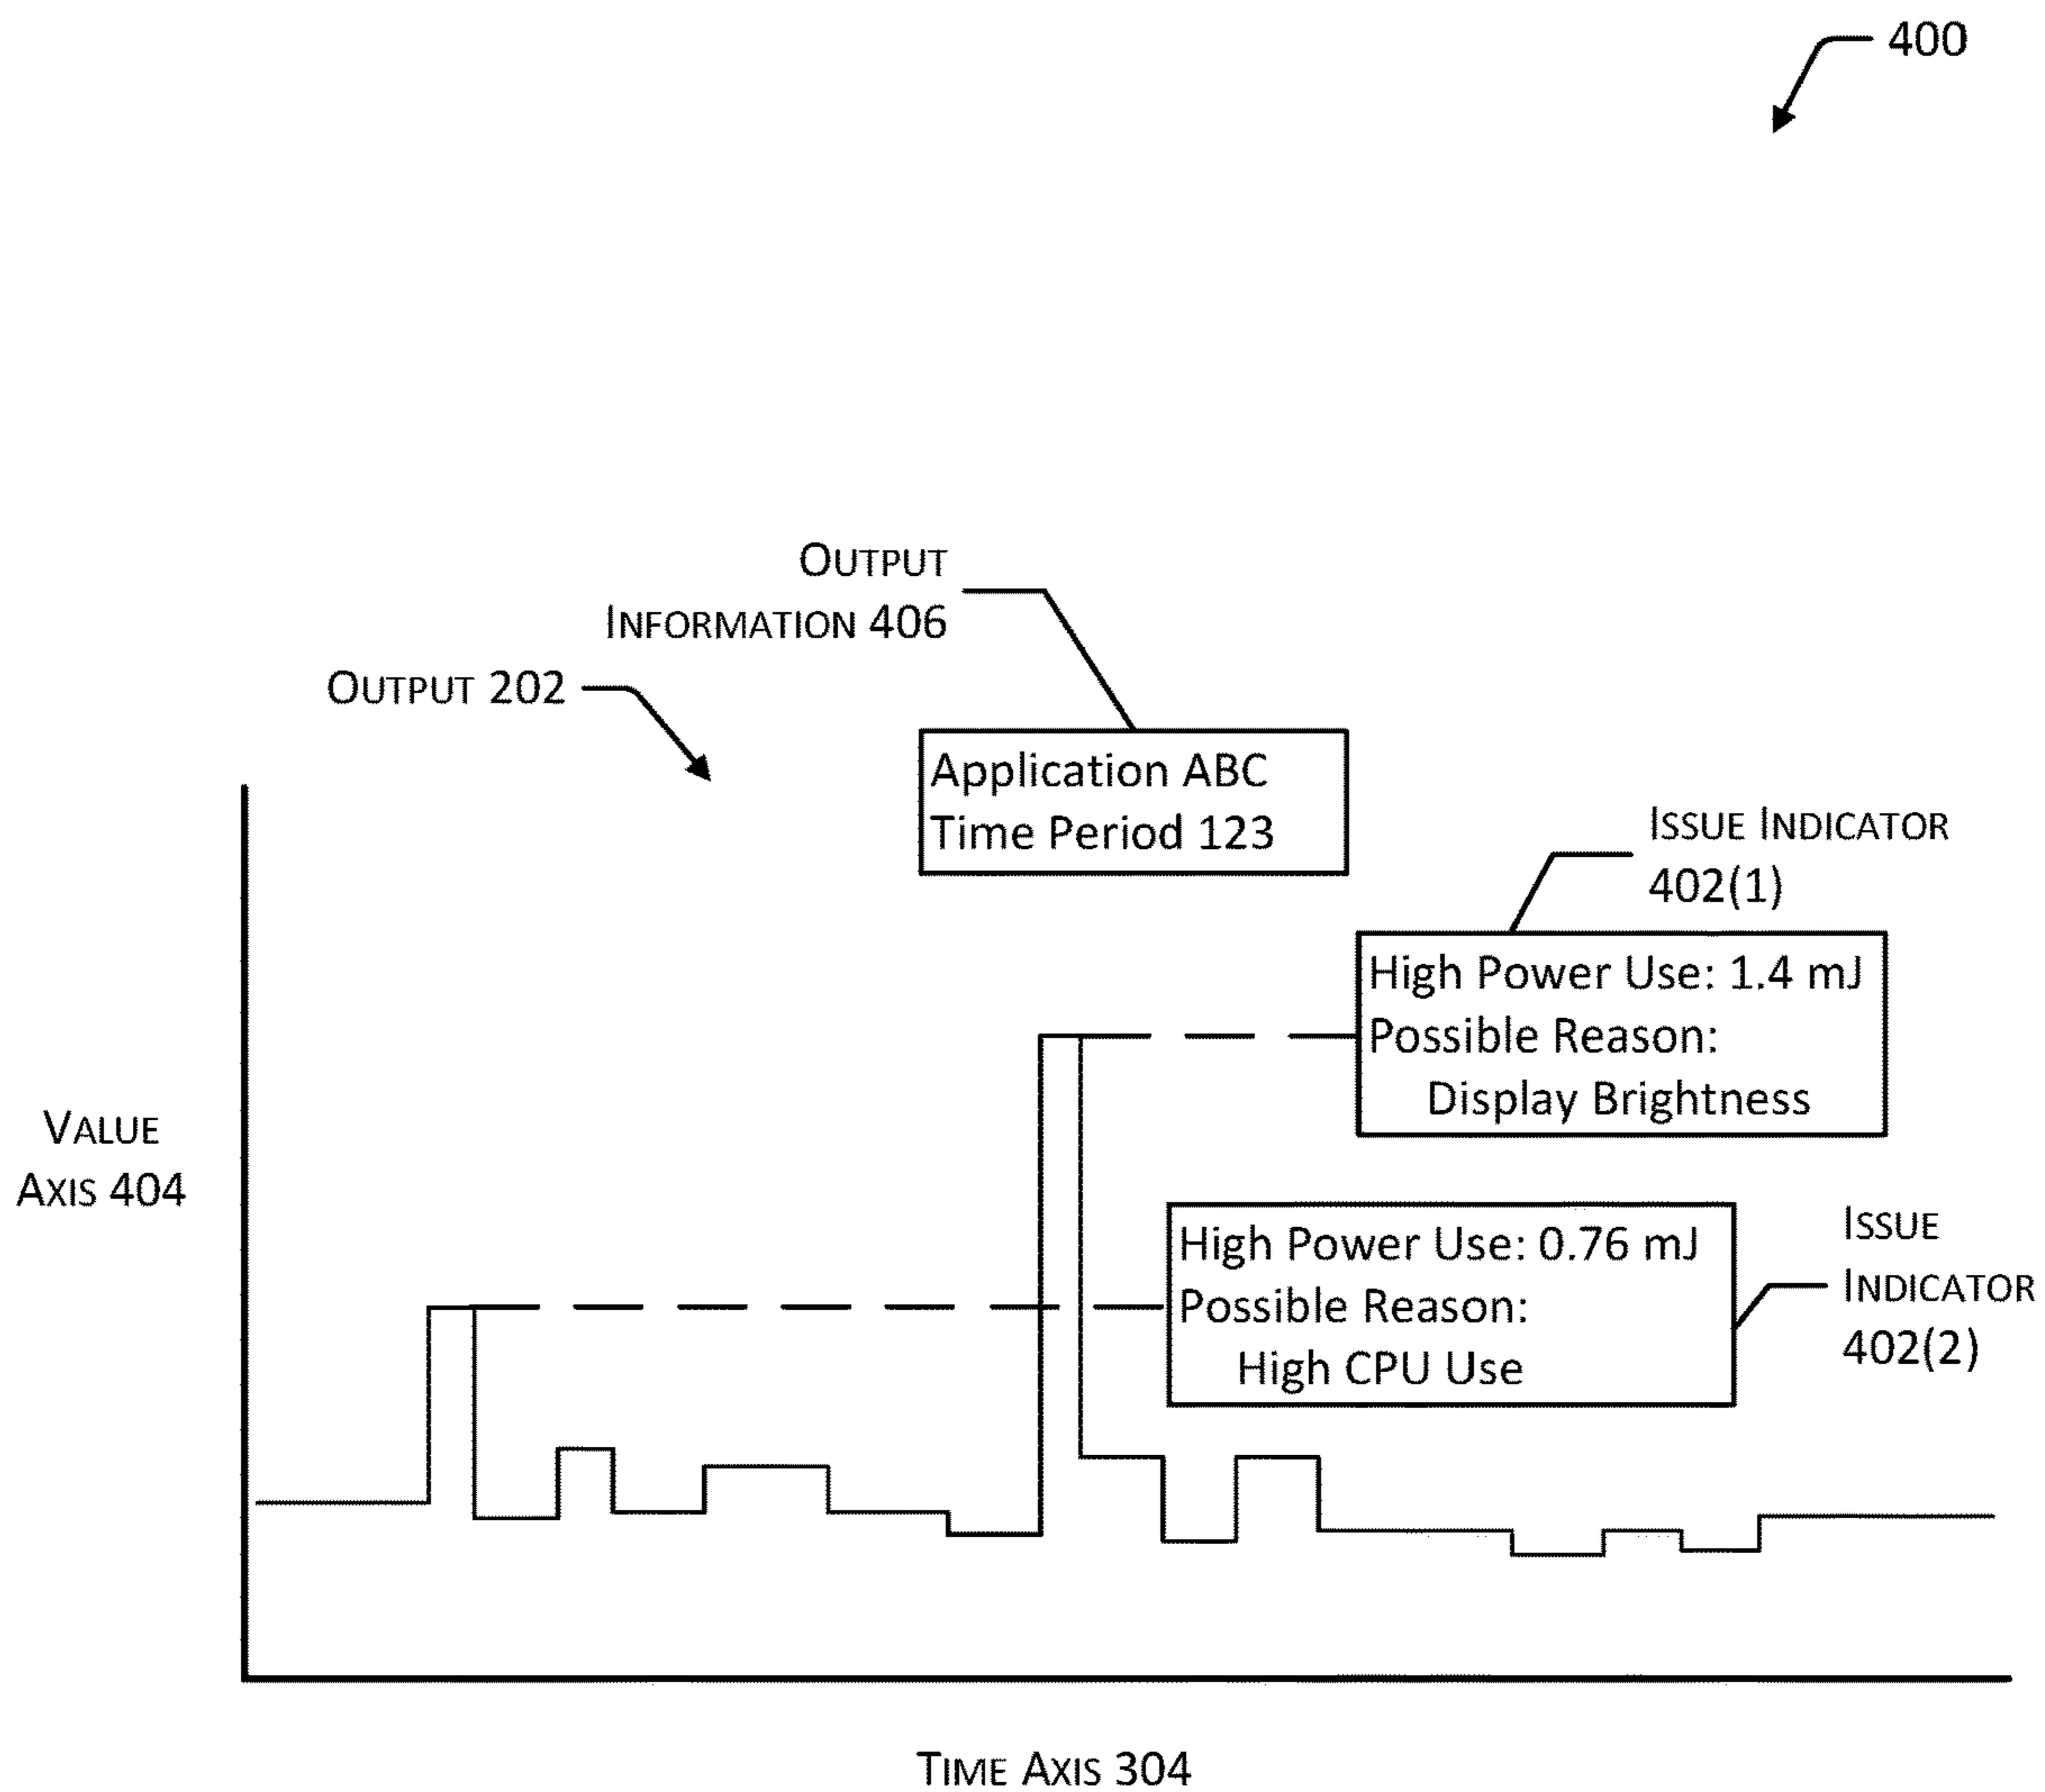 400
OUTPUT
INFORMATION 406
OUTPUT 202
Application ABC
Time Period 123
ISSUE INDICATOR
402(1)
High Power Use: 1.4 mJ
Possible Reason:
Display Brightness
VALUE
AXIS 404
High Power Use: 0.76 mJ
Possible Reason:
High CPU Use
ISSUE
INDICATOR
402(2)
TIME AXIS 304